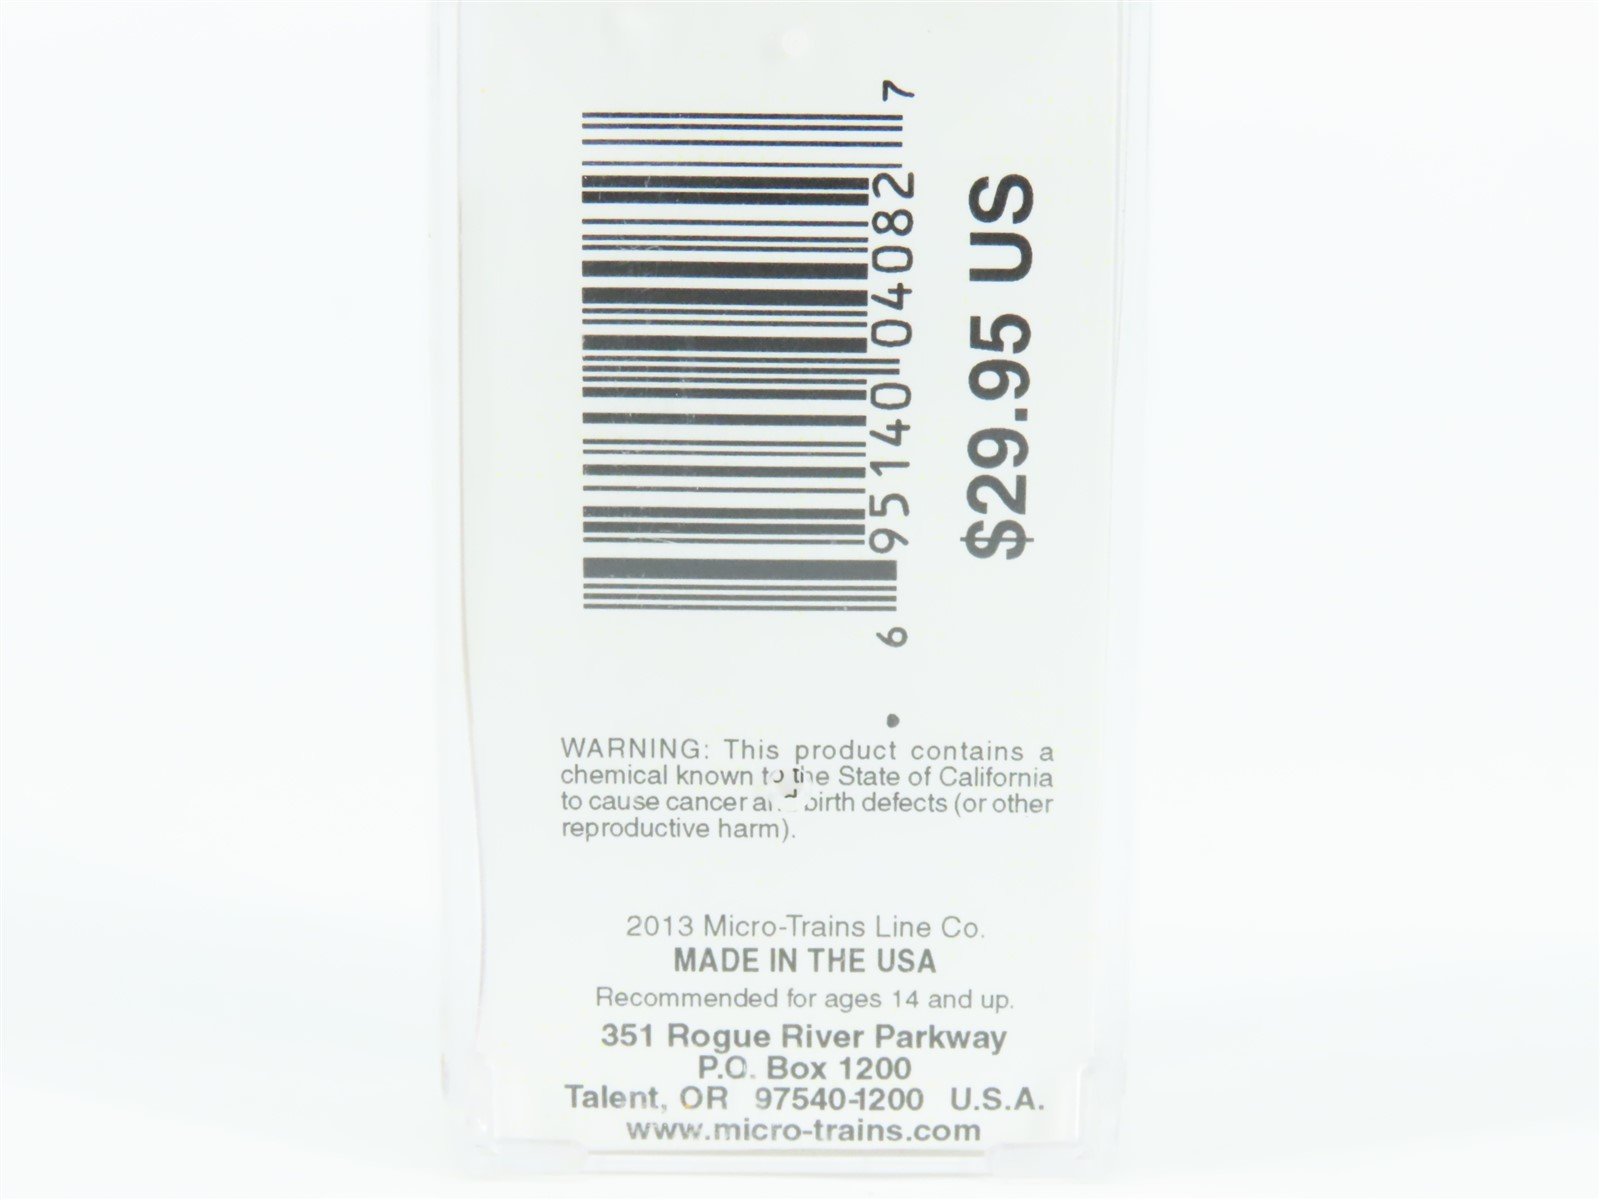 6 95140 04082 7
$29.95 US
WARNING: This product contains a
chemical known to the State of California
to cause cancer and birth defects (or other
reproductive harm).
2013 Micro-Trains Line Co.
MADE IN THE USA
Recommended for ages 14 and up.
351 Rogue River Parkway
P.O. Box 1200
Talent, OR 97540-1200 U.S.A.
www.micro-trains.com